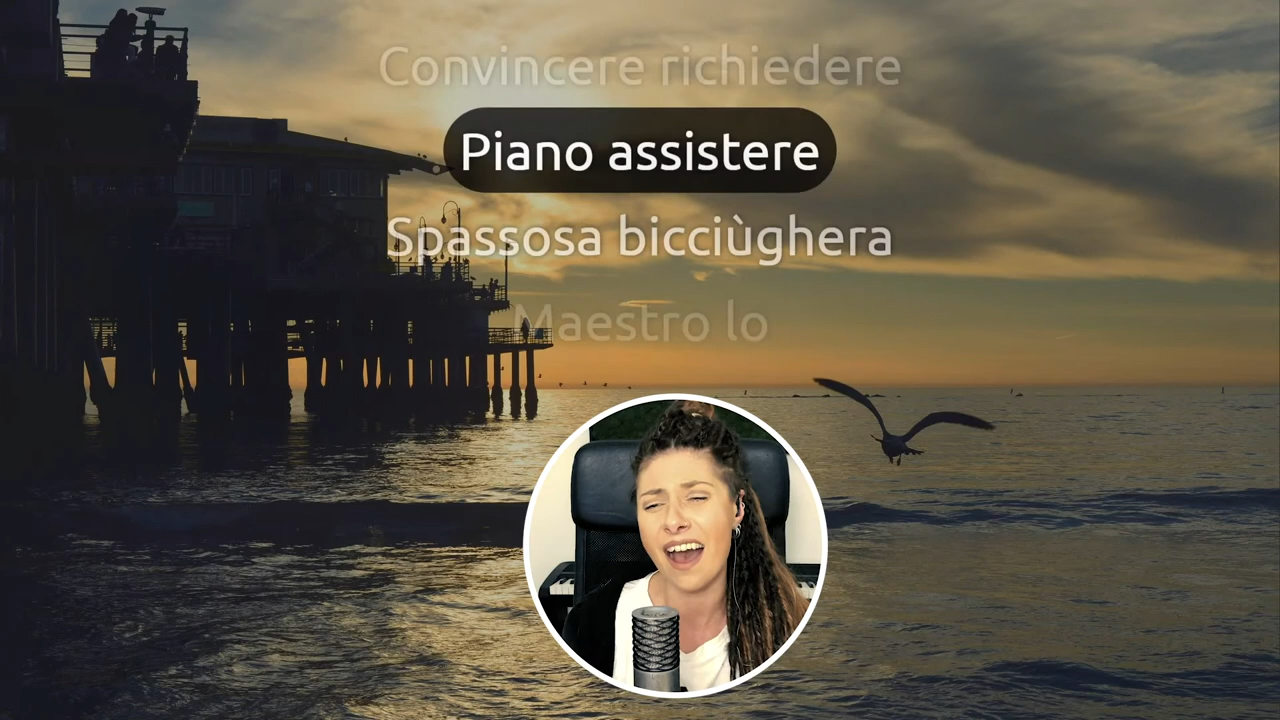 Convincere richiedere
Piano assistere
Spassosa bicciùghera
Maestro lo